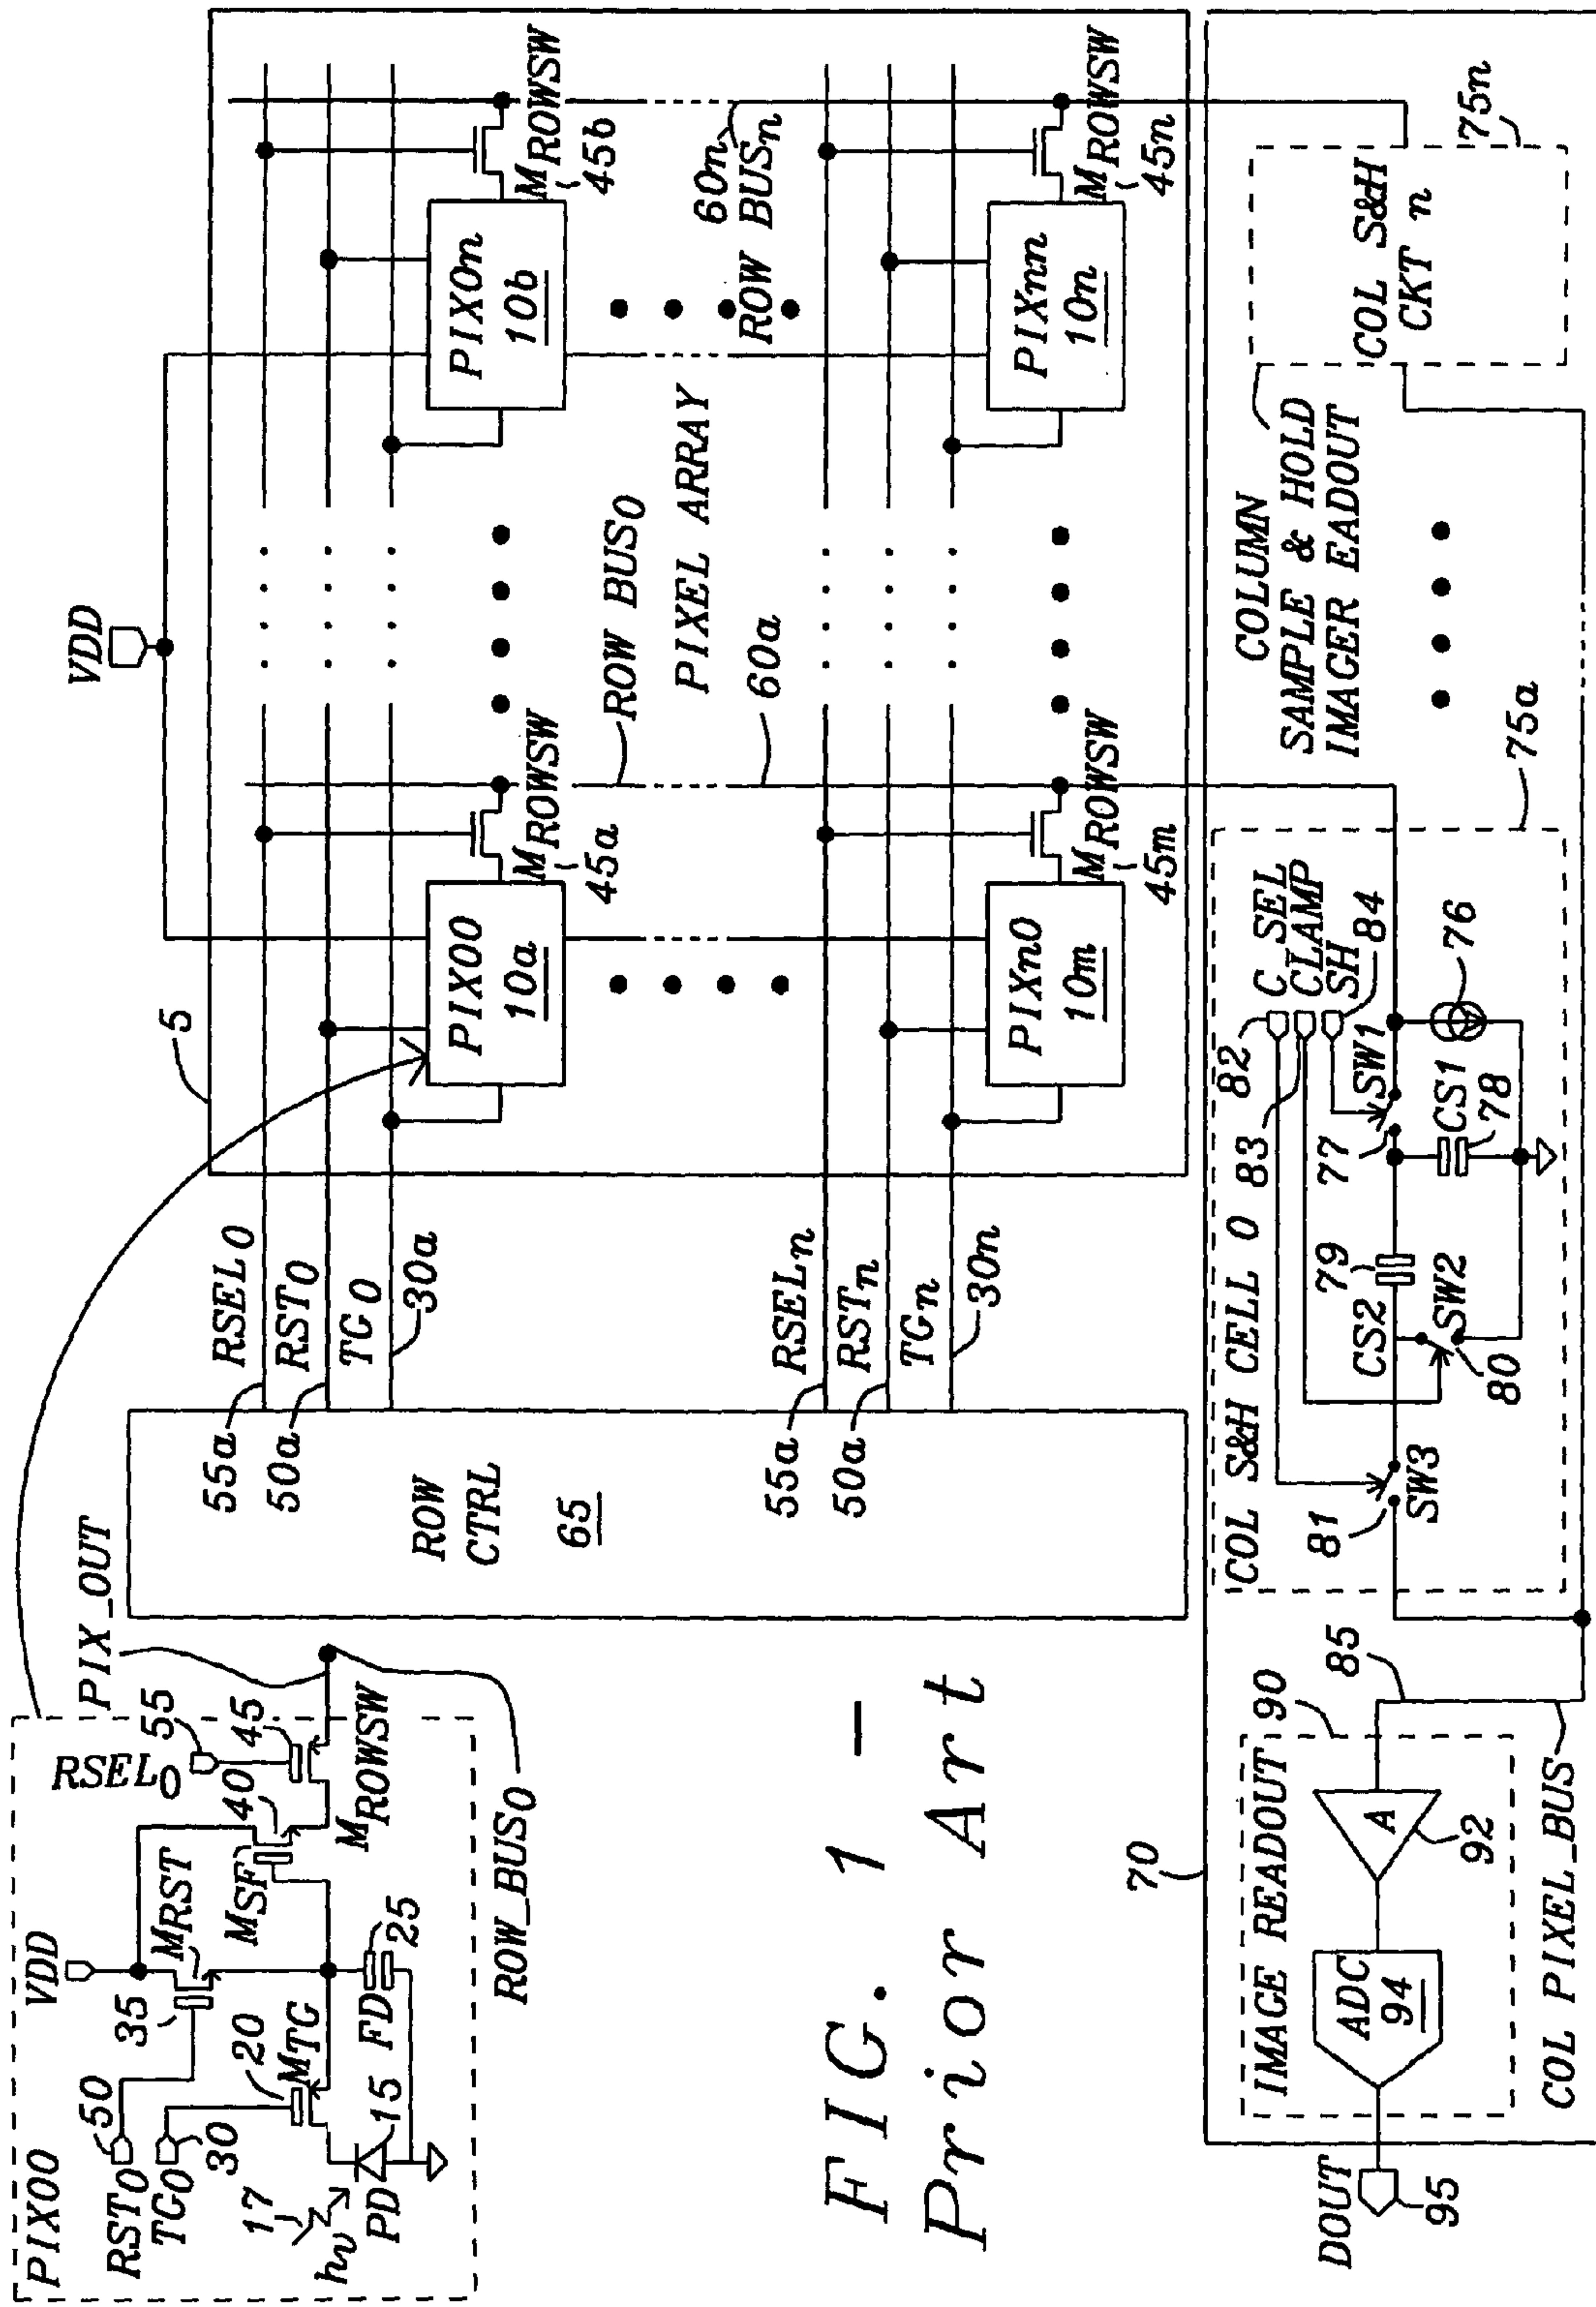 PIX00
VDD
RST0
50
TG0
30
35
MRST
MSF
40
RSEL0
55
45
PIX_OUT
20
MTG
MROWSW
17
hν
PD
15
FD
25
ROW_BUS0
ROW
CTRL
65
55a
RSEL0
50a
RST0
TG0
30a
55a
RSELn
50a
RSTn
TGn
30m
5
VDD
PIX00
10a
MROWSW
45a
PIX0n
10b
MROWSW
45b
ROW BUS0
PIXEL ARRAY
60a
60n
ROW BUSn
PIXn0
10m
MROWSW
45m
PIXnn
10n
MROWSW
45n
FIG. 1 –
Prior Art
70
IMAGE READOUT 90
ADC
94
A
92
85
DOUT
95
COL PIXEL_BUS
COL S&H CELL 0
82
C_SEL
83
CLAMP
SH
84
81
SW3
CS2
79
SW2
80
77
SW1
CS1
78
76
75a
COLUMN
SAMPLE & HOLD
IMAGER EADOUT
COL S&H
CKT n
75n